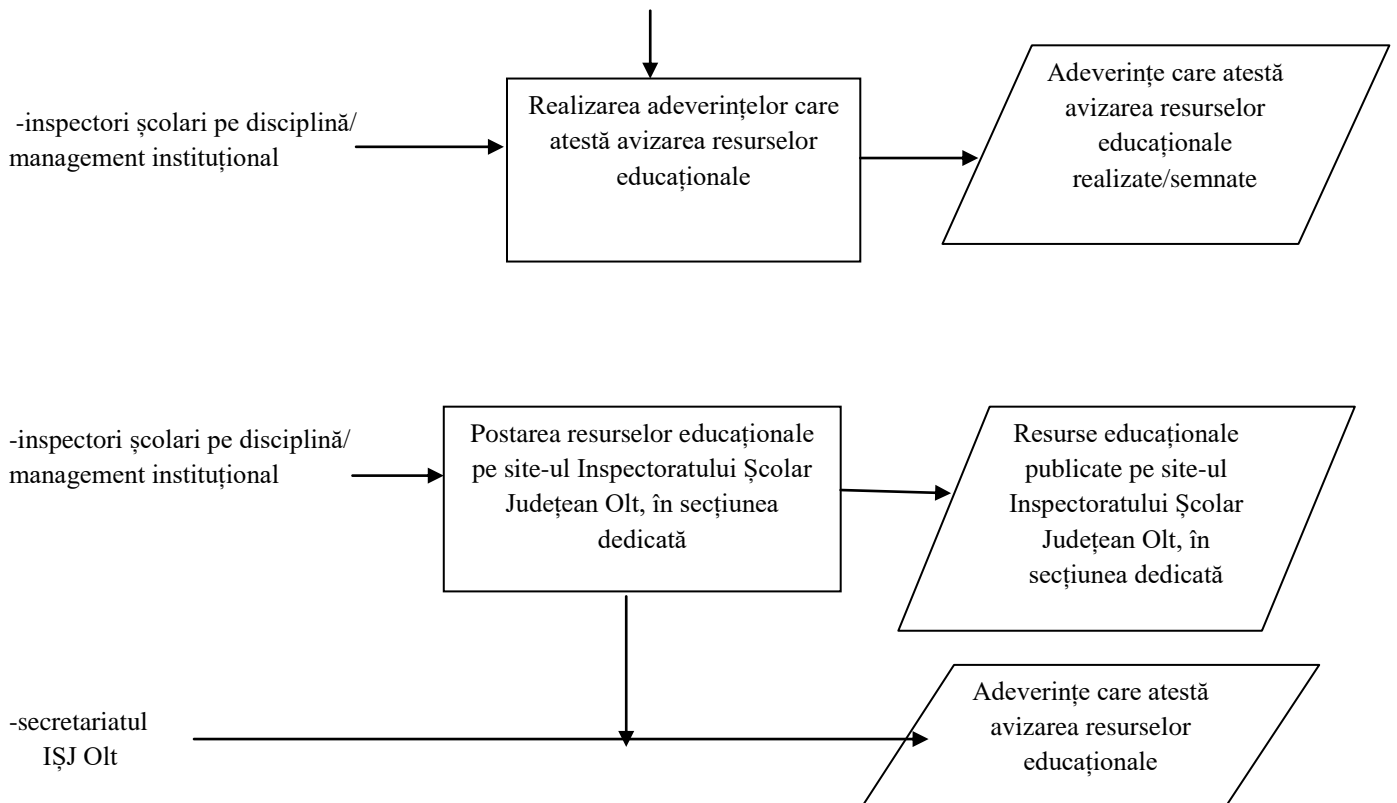 -inspectori școlari pe disciplină/
management instituțional
Realizarea adeverințelor care
atestă avizarea resurselor
educaționale
Adeverințe care atestă
avizarea resurselor
educaționale
realizate/semnate
-inspectori școlari pe disciplină/
management instituțional
Postarea resurselor educaționale
pe site-ul Inspectoratului Școlar
Județean Olt, în secțiunea
dedicată
Resurse educaționale
publicate pe site-ul
Inspectoratului Școlar
Județean Olt, în
secțiunea dedicată
-secretariatul
IȘJ Olt
Adeverințe care atestă
avizarea resurselor
educaționale